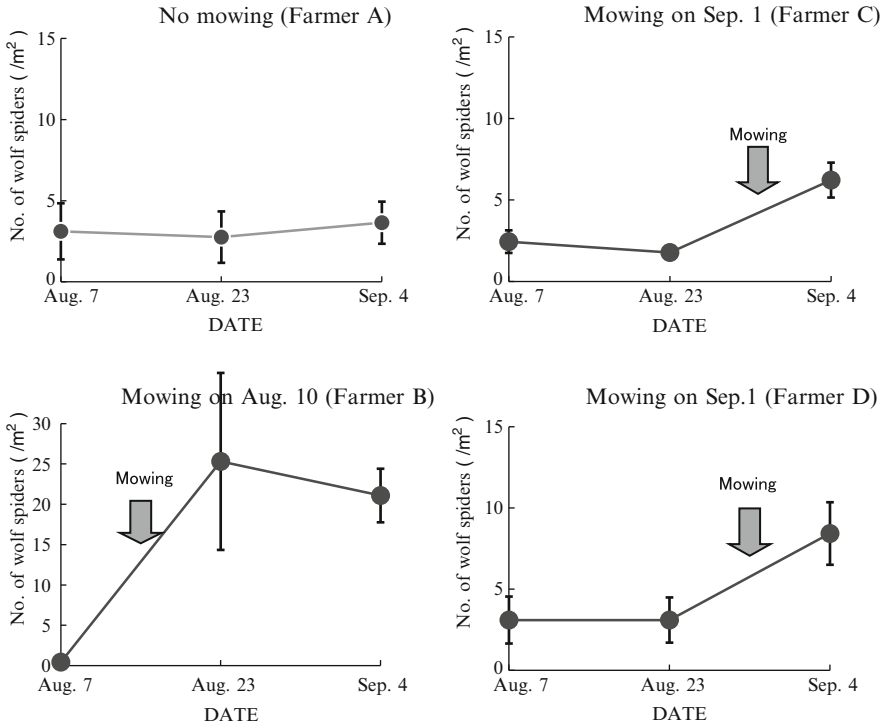 No mowing (Farmer A)
No. of wolf spiders ( /m²)
15
10
5
0
Aug. 7 Aug. 23 Sep. 4
DATE
Mowing on Sep. 1 (Farmer C)
No. of wolf spiders ( /m²)
15
10
5
0
Mowing
Aug. 7 Aug. 23 Sep. 4
DATE
Mowing on Aug. 10 (Farmer B)
No. of wolf spiders ( /m²)
30
25
20
15
10
5
0
Mowing
Aug. 7 Aug. 23 Sep. 4
DATE
Mowing on Sep.1 (Farmer D)
No. of wolf spiders ( /m²)
15
10
5
0
Mowing
Aug. 7 Aug. 23 Sep. 4
DATE